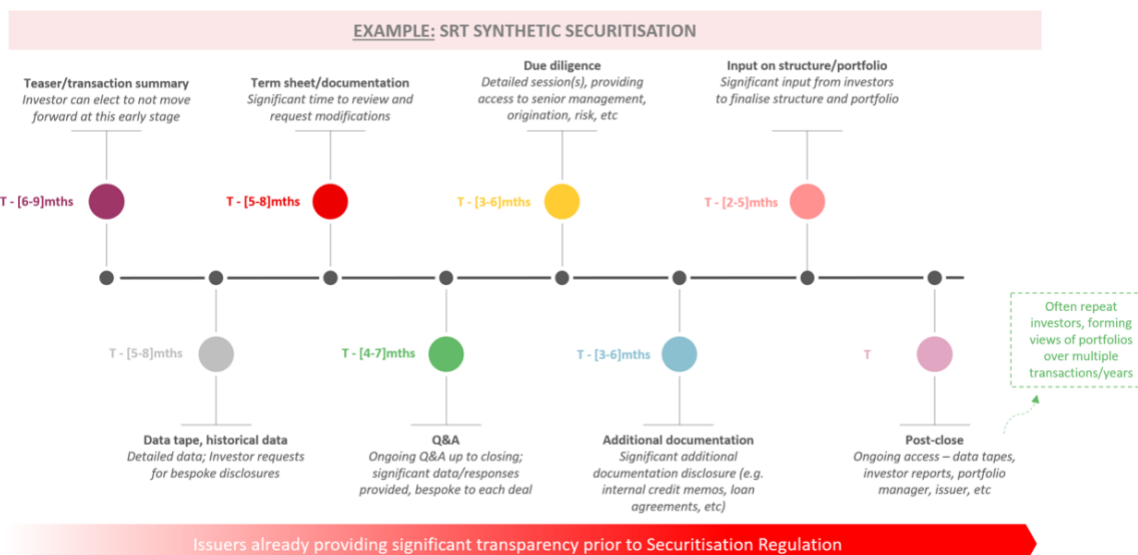 EXAMPLE: SRT SYNTHETIC SECURITISATION
Teaser/transaction summary
Investor can elect to not move
forward at this early stage
T - [6-9]mths
Data tape, historical data
Detailed data; Investor requests
for bespoke disclosures
T - [5-8]mths
Term sheet/documentation
Significant time to review and
request modifications
T - [5-8]mths
Q&A
Ongoing Q&A up to closing;
significant data/responses
provided, bespoke to each deal
T - [4-7]mths
Due diligence
Detailed session(s), providing
access to senior management,
origination, risk, etc
T - [3-6]mths
Additional documentation
Significant additional
documentation disclosure (e.g.
internal credit memos, loan
agreements, etc)
T - [3-6]mths
Input on structure/portfolio
Significant input from investors
to finalise structure and portfolio
T - [2-5]mths
Post-close
Ongoing access – data tapes,
investor reports, portfolio
manager, issuer, etc
T
Often repeat
investors, forming
views of portfolios
over multiple
transactions/years
Issuers already providing significant transparency prior to Securitisation Regulation